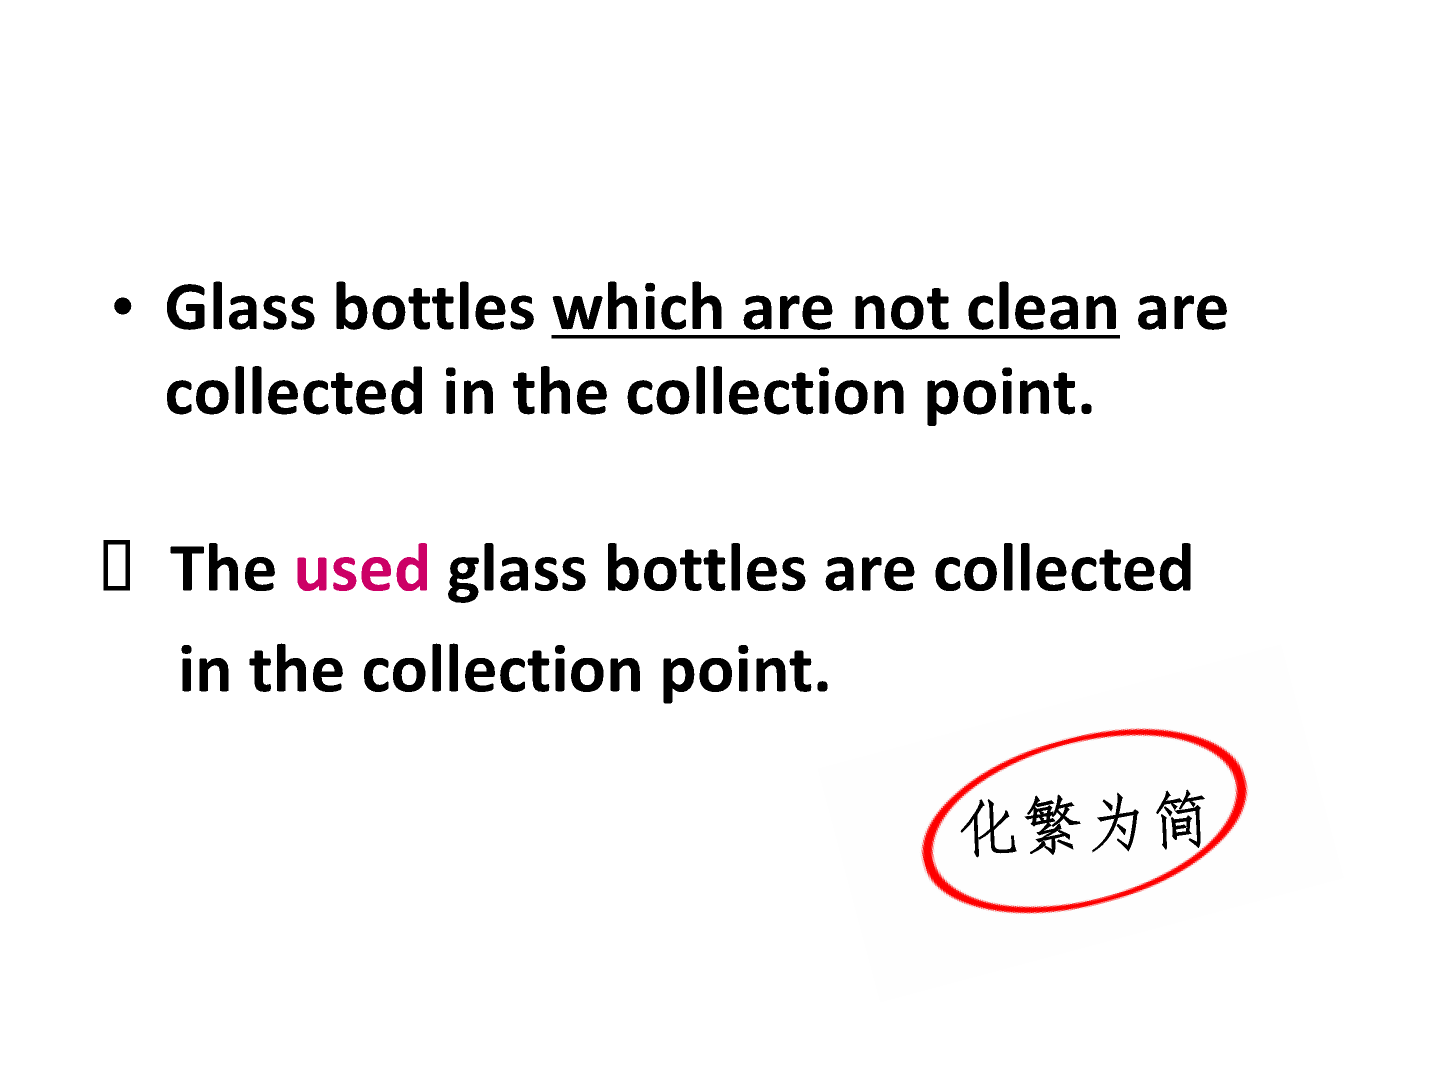 • Glass bottles which are not clean are
collected in the collection point.
The used glass bottles are collected
in the collection point.
化繁为简